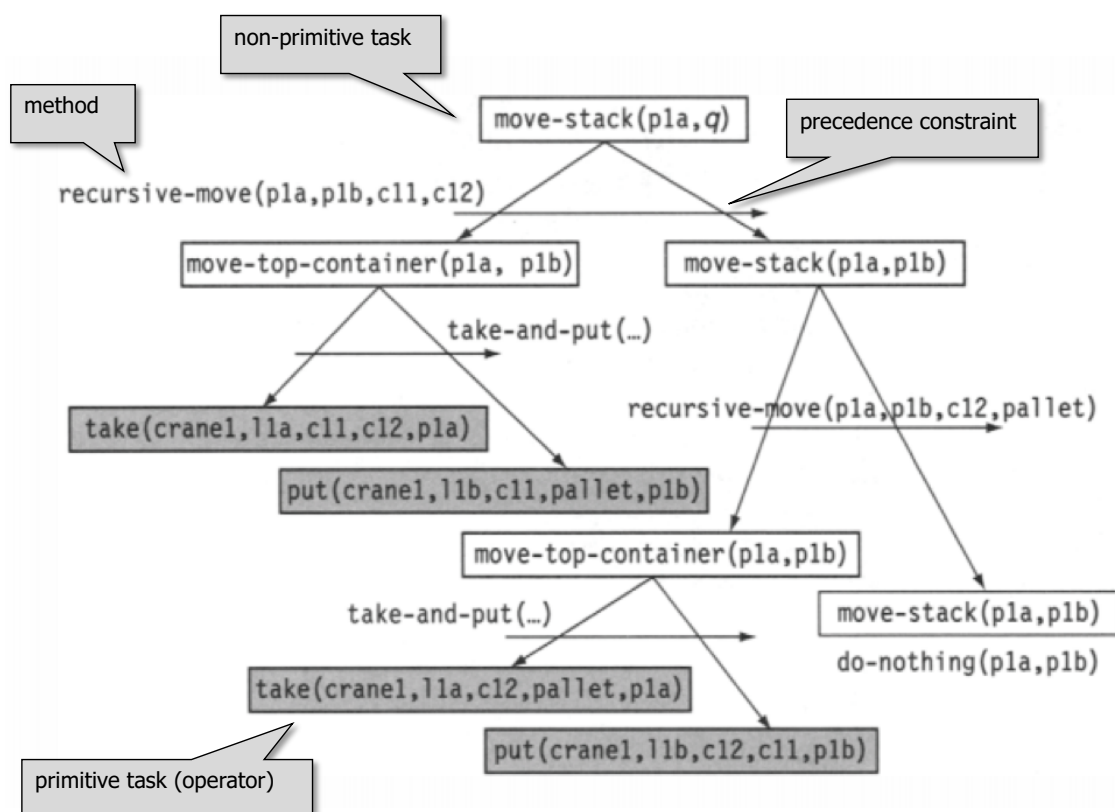 non-primitive task
method
move-stack(p1a,q)
precedence constraint
recursive-move(p1a,p1b,c11,c12)
move-top-container(p1a, p1b)
move-stack(p1a,p1b)
take-and-put(…)
recursive-move(p1a,p1b,c12,pallet)
take(crane1,l1a,c11,c12,p1a)
put(crane1,l1b,c11,pallet,p1b)
move-top-container(p1a,p1b)
take-and-put(…)
move-stack(p1a,p1b)
do-nothing(p1a,p1b)
take(crane1,l1a,c12,pallet,p1a)
put(crane1,l1b,c12,c11,p1b)
primitive task (operator)